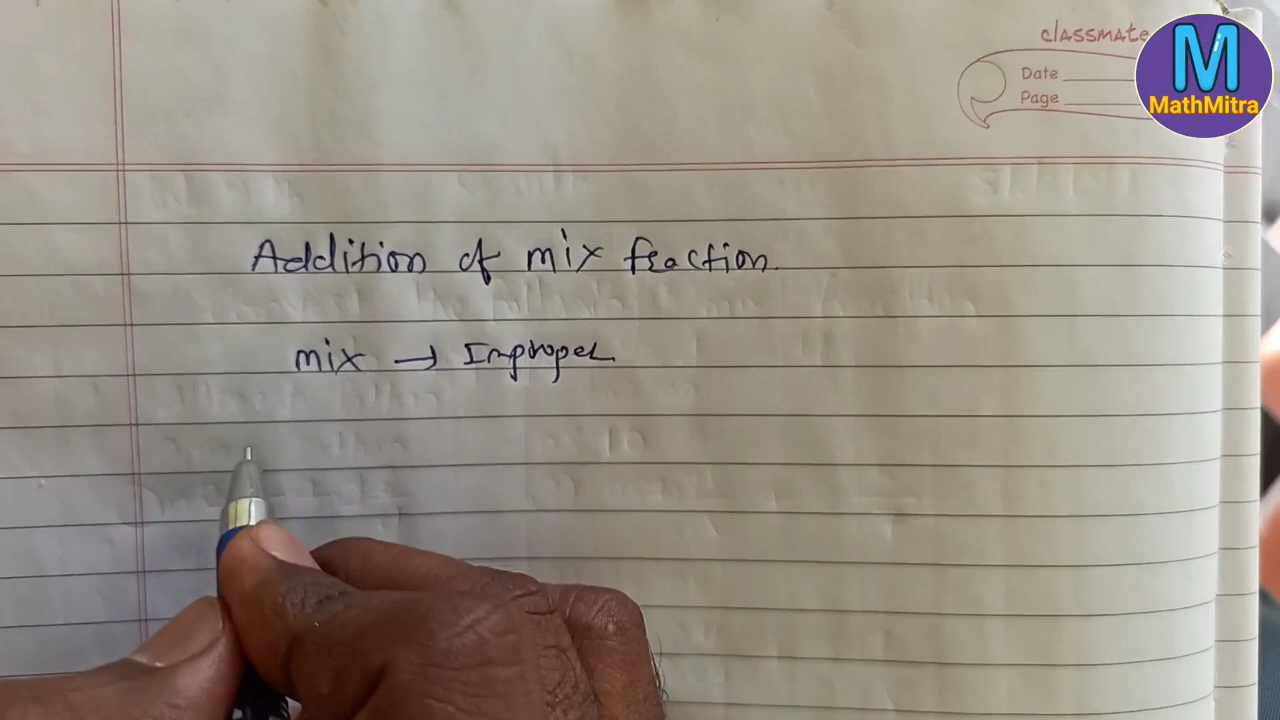 classmate
Date
Page
M
MathMitra
Addition of mix fraction.
mix → Improper